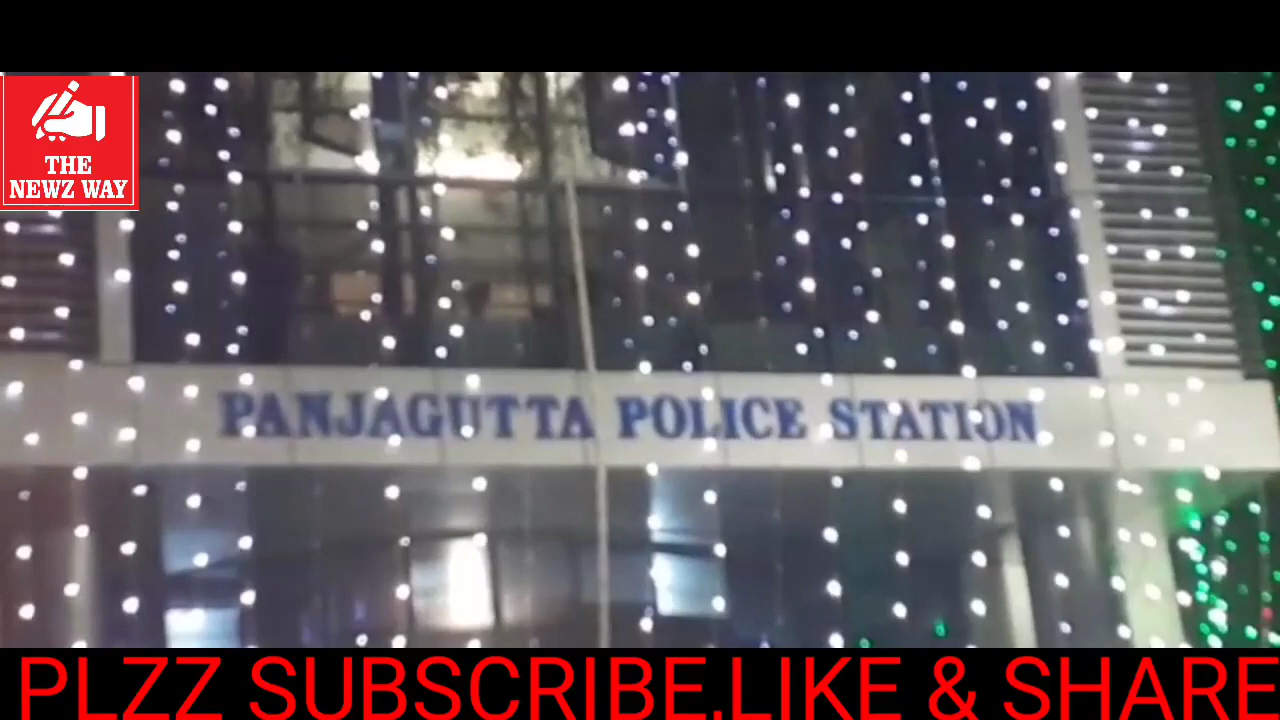 THE
NEWZ WAY
PANJAGUTTA POLICE STATION
PLZZ SUBSCRIBE,LIKE & SHARE